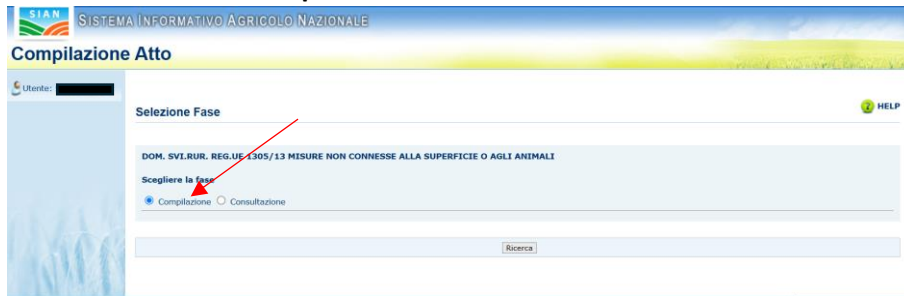 SIAN SISTEMA INFORMATIVO AGRICOLO NAZIONALE
Compilazione Atto
Utente:
Selezione Fase
HELP
DOM. SVI.RUR. REG.UE 1305/13 MISURE NON CONNESSE ALLA SUPERFICIE O AGLI ANIMALI
Scegliere la fase
Compilazione Consultazione
Ricerca